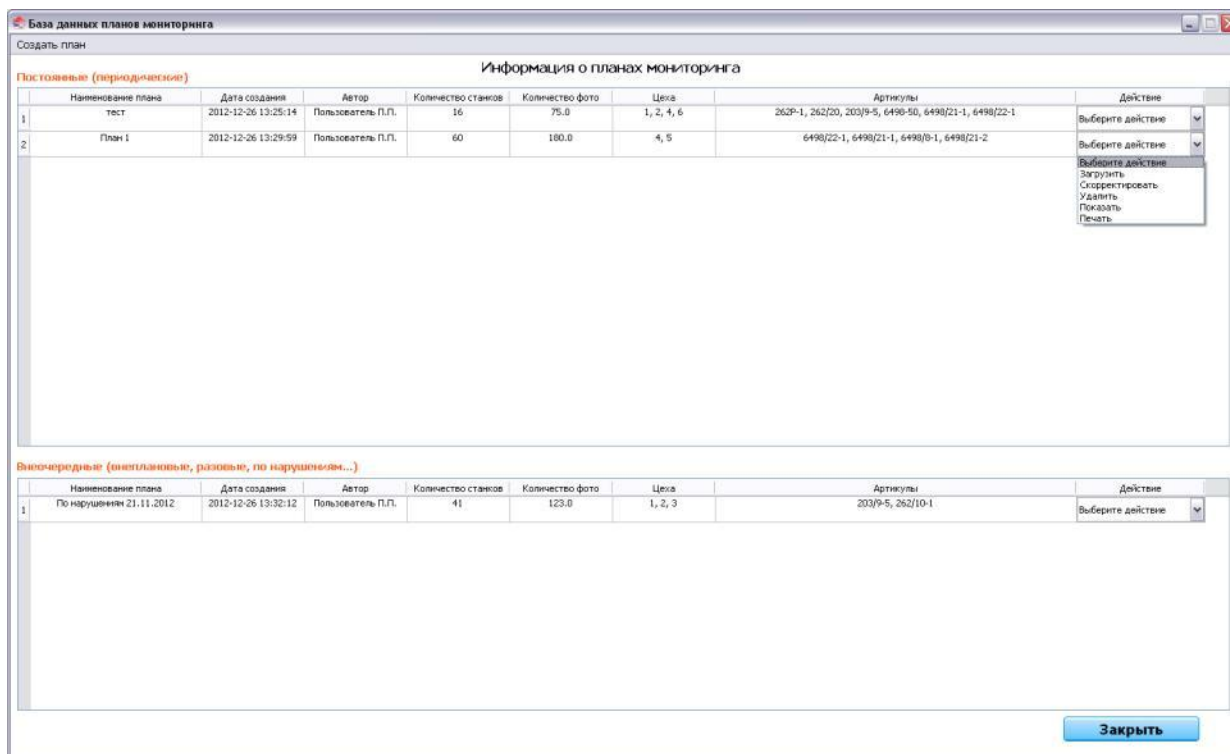 База данных планов мониторинга
Создать план
Информация о планах мониторинга
Постоянные (периодические)
Наименование плана Дата создания Автор Количество станков Количество фото Цеха Артикулы Действие
1 тест 2012-12-26 13:25:14 Пользователь П.П. 16 75.0 1, 2, 4, 6 262Р-1, 262/20, 203/9-5, 6498-50, 6498/21-1, 6498/22-1 Выберите действие
2 План 1 2012-12-26 13:29:59 Пользователь П.П. 60 180.0 4, 5 6498/22-1, 6498/21-1, 6498/8-1, 6498/21-2 Выберите действие
Выберите действие
Загрузить
Скорректировать
Удалить
Показать
Печать
Внеочередные (внеплановые, разовые, по нарушениям...)
Наименование плана Дата создания Автор Количество станков Количество фото Цеха Артикулы Действие
1 По нарушениям 21.11.2012 2012-12-26 13:32:12 Пользователь П.П. 41 123.0 1, 2, 3 203/9-5, 262/10-1 Выберите действие
Закрыть